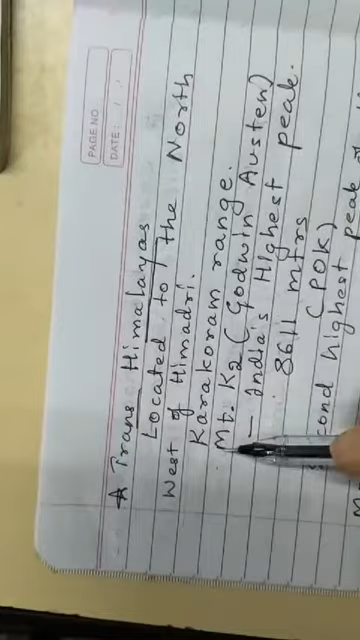 PAGE NO
DATE: / /
A Trans Himalayas
Located to the North
West of Himadri.
Karakoram range.
Mt. K2 (Godwin Austen)
- India's Highest peak.
8611 mtrs
(POK)
cond highest peak